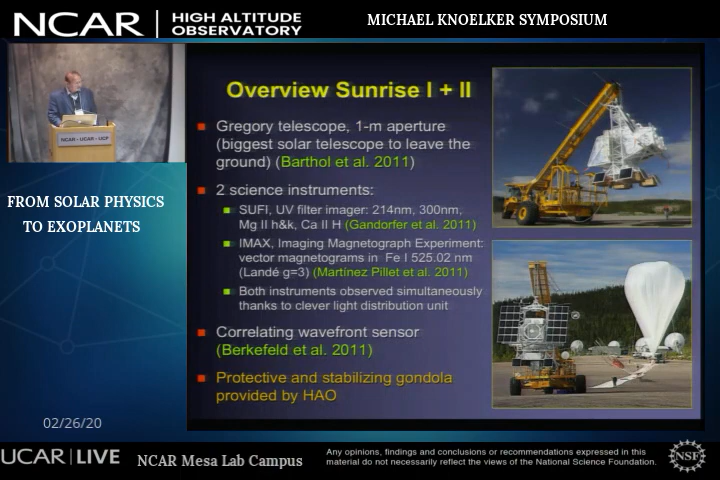 NCAR
HIGH ALTITUDE
OBSERVATORY
MICHAEL KNOELKER SYMPOSIUM
NCAR - UCAR - UCP
FROM SOLAR PHYSICS
TO EXOPLANETS
Overview Sunrise I + II
Gregory telescope, 1-m aperture
(biggest solar telescope to leave the
ground) (Barthol et al. 2011)
2 science instruments:
SUFI, UV filter imager: 214nm, 300nm,
Mg II h&k, Ca II H (Gandorfer et al. 2011)
IMAX, Imaging Magnetograph Experiment:
vector magnetograms in Fe I 525.02 nm
(Landé g=3) (Martínez Pillet et al. 2011)
Both instruments observed simultaneously
thanks to clever light distribution unit
Correlating wavefront sensor
(Berkefeld et al. 2011)
Protective and stabilizing gondola
provided by HAO
02/26/20
UCAR | LIVE
NCAR Mesa Lab Campus
Any opinions, findings and conclusions or recommendations expressed in this
material do not necessarily reflect the views of the National Science Foundation.
NSF